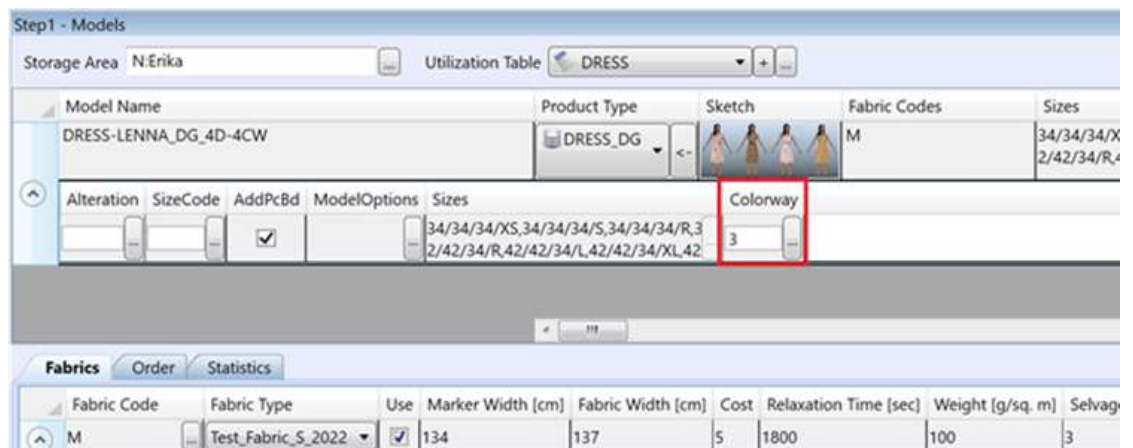 Step1 - Models
Storage Area N:Erika ... Utilization Table DRESS + ...
Model Name Product Type Sketch Fabric Codes Sizes
DRESS-LENNA_DG_4D-4CW DRESS_DG <- M 34/34/34/X
2/42/34/R,4
Alteration SizeCode AddPcBd ModelOptions Sizes Colorway
... ... ... 34/34/34/XS,34/34/34/S,34/34/34/R,3 ... 3 ...
2/42/34/R,42/42/34/L,42/42/34/XL,42
Fabrics Order Statistics
Fabric Code Fabric Type Use Marker Width [cm] Fabric Width [cm] Cost Relaxation Time [sec] Weight [g/sq. m] Selvag
M ... Test_Fabric_S_2022 134 137 5 1800 100 3